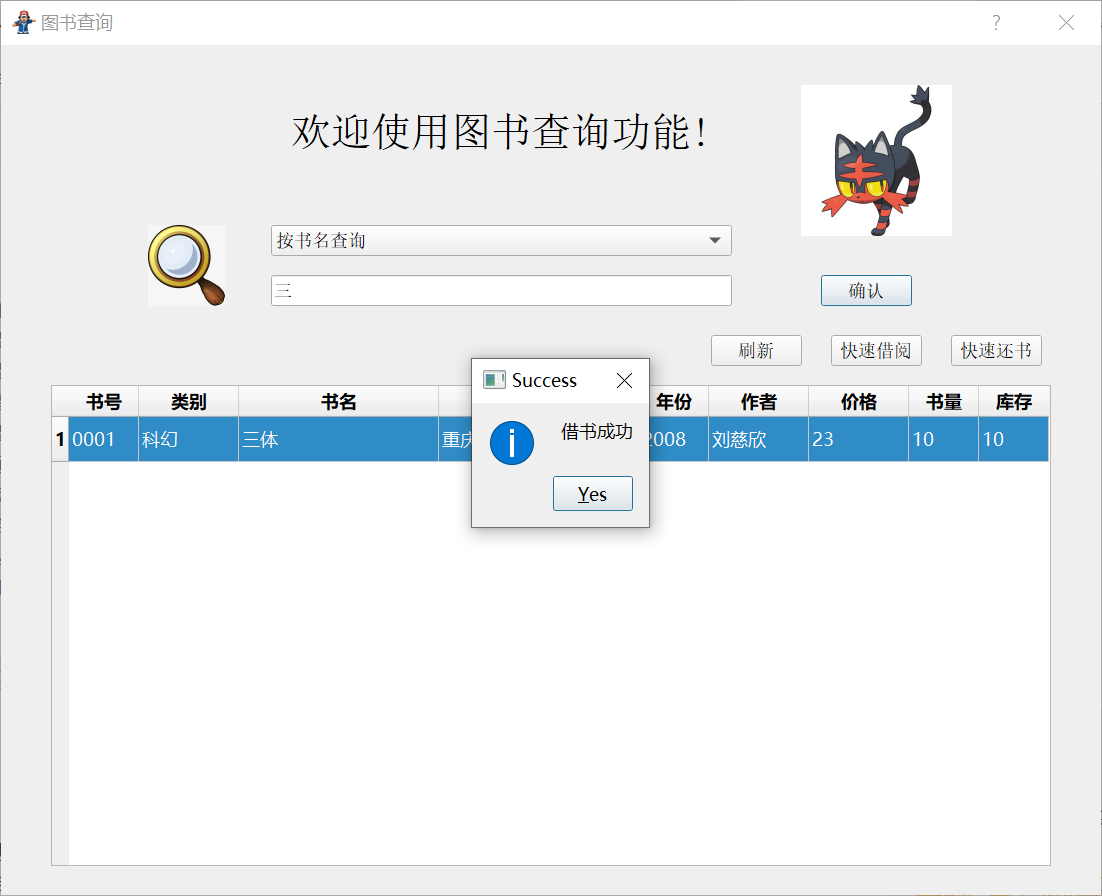 图书查询
欢迎使用图书查询功能！
按书名查询
三
确认
刷新 快速借阅 快速还书
Success
借书成功
Yes
书号 类别 书名 年份 作者 价格 书量 库存
1 0001 科幻 三体 重庆 2008 刘慈欣 23 10 10